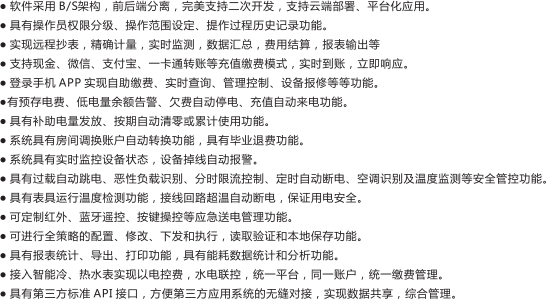 ● 软件采用 B/S架构，前后端分离，完美支持二次开发，支持云端部署、平台化应用。
● 具有操作员权限分级、操作范围设定、操作过程历史记录功能。
● 实现远程抄表，精确计量，实时监测，数据汇总，费用结算，报表输出等
● 支持现金、微信、支付宝、一卡通转账等充值缴费模式，实时到账，立即响应。
● 登录手机 APP 实现自助缴费、实时查询、管理控制、设备报修等等功能。
●有预存电费、低电量余额告警、欠费自动停电、充值自动来电功能。
● 具有补助电量发放、按期自动清零或累计使用功能。
● 系统具有房间调换账户自动转换功能，具有毕业退费功能。
● 系统具有实时监控设备状态，设备掉线自动报警。
● 具有过载自动跳电、恶性负载识别、分时限流控制、定时自动断电、空调识别及温度监测等安全管控功能。
● 具有表具运行温度检测功能，接线回路超温自动断电，保证用电安全。
● 可定制红外、蓝牙遥控、按键操控等应急送电管理功能。
● 可进行全策略的配置、修改、下发和执行，读取验证和本地保存功能。
● 具有报表统计、导出、打印功能，具有能耗数据统计和分析功能。
● 接入智能冷、热水表实现以电控费，水电联控，统一平台，同一账户，统一缴费管理。
● 具有第三方标准 API 接口，方便第三方应用系统的无缝对接，实现数据共享，综合管理。